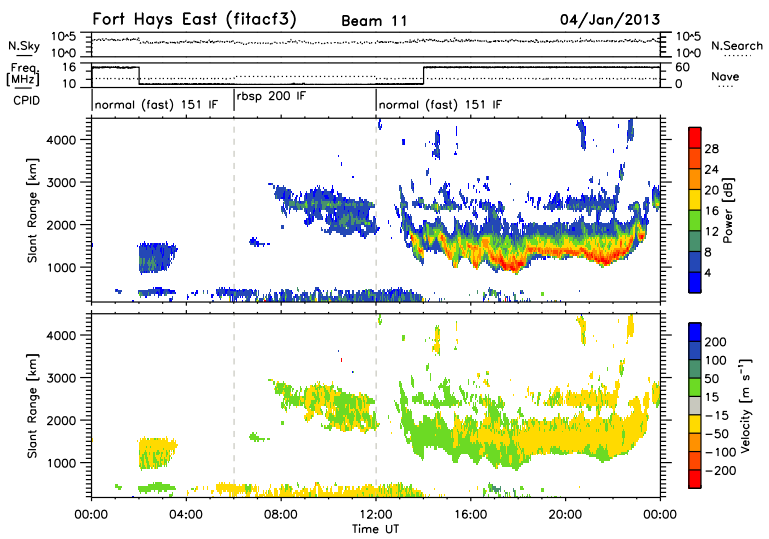 Fort Hays East (fitacf3) Beam 11 04/Jan/2013
N.Sky 10^5 10^0 10^5 10^0 N.Search
Freq. [MHz] 16 10 60 0 Nave
CPID normal (fast) 151 IF rbsp 200 IF normal (fast) 151 IF
Slant Range [km]
4000
3000
2000
1000
Power [dB]
28
24
20
16
12
8
4
Slant Range [km]
4000
3000
2000
1000
Velocity [m s⁻¹]
200
100
50
15
−15
−50
−100
−200
00:00 04:00 08:00 12:00 16:00 20:00 00:00
Time UT